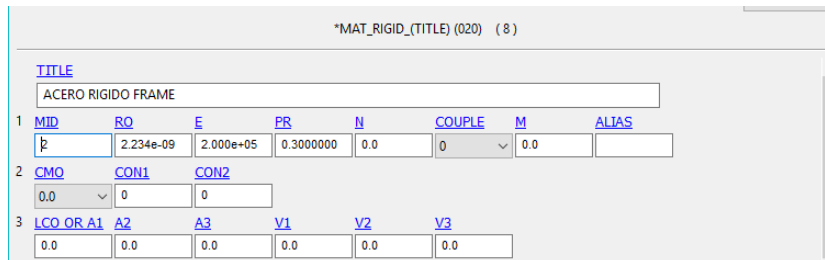 *MAT_RIGID_(TITLE) (020) (8)
TITLE
ACERO RIGIDO FRAME
1 MID RO E PR N COUPLE M ALIAS
2 2.234e-09 2.000e+05 0.3000000 0.0 0 0.0
2 CMO CON1 CON2
0.0 0 0
3 LCO OR A1 A2 A3 V1 V2 V3
0.0 0.0 0.0 0.0 0.0 0.0